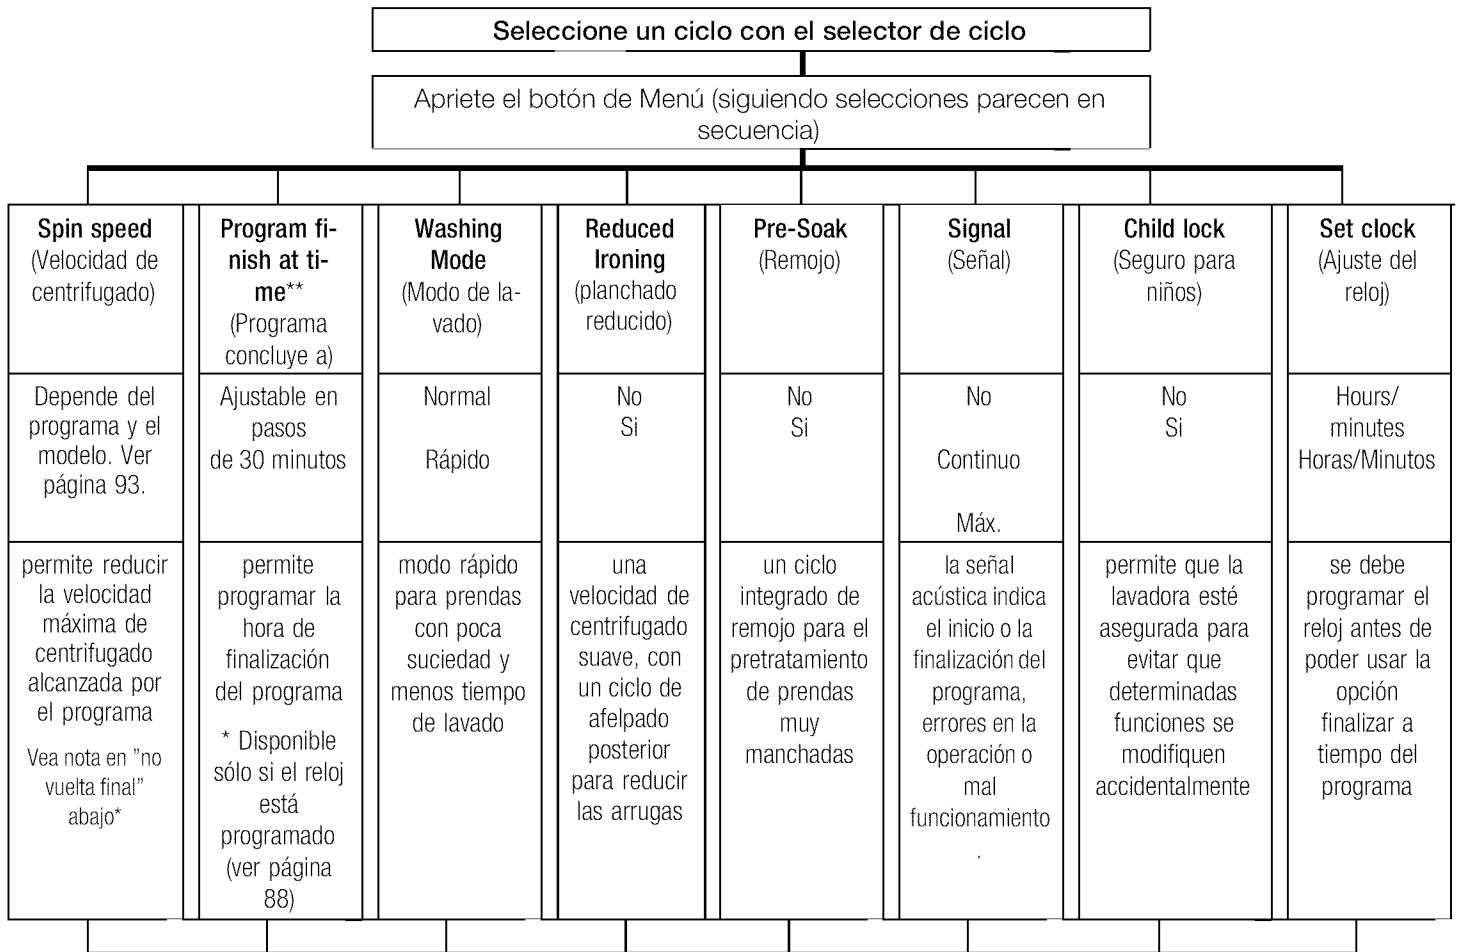 Seleccione un ciclo con el selector de ciclo
Apriete el botón de Menú (siguiendo selecciones parecen en
secuencia)
Spin speed
(Velocidad de
centrifugado)
Depende del
programa y el
modelo. Ver
página 93.
permite reducir
la velocidad
máxima de
centrifugado
alcanzada por
el programa
Vea nota en "no
vuelta final"
abajo*
Program fi-
nish at ti-
me**
(Programa
concluye a)
Ajustable en
pasos
de 30 minutos
permite
programar la
hora de
finalización
del programa
* Disponible
sólo si el reloj
está
programado
(ver página
88)
Washing
Mode
(Modo de la-
vado)
Normal
Rápido
modo rápido
para prendas
con poca
suciedad y
menos tiempo
de lavado
Reduced
Ironing
(planchado
reducido)
No
Si
una
velocidad de
centrifugado
suave, con
un ciclo de
afelpado
posterior
para reducir
las arrugas
Pre-Soak
(Remojo)
No
Si
un ciclo
integrado de
remojo para el
pretratamiento
de prendas
muy
manchadas
Signal
(Señal)
No
Continuo
Máx.
la señal
acústica indica
el inicio o la
finalización del
programa,
errores en la
operación o
mal
funcionamiento
.
Child lock
(Seguro para
niños)
No
Si
permite que la
lavadora esté
asegurada para
evitar que
determinadas
funciones se
modifiquen
accidentalmente
Set clock
(Ajuste del
reloj)
Hours/
minutes
Horas/Minutos
se debe
programar el
reloj antes de
poder usar la
opción
finalizar a
tiempo del
programa